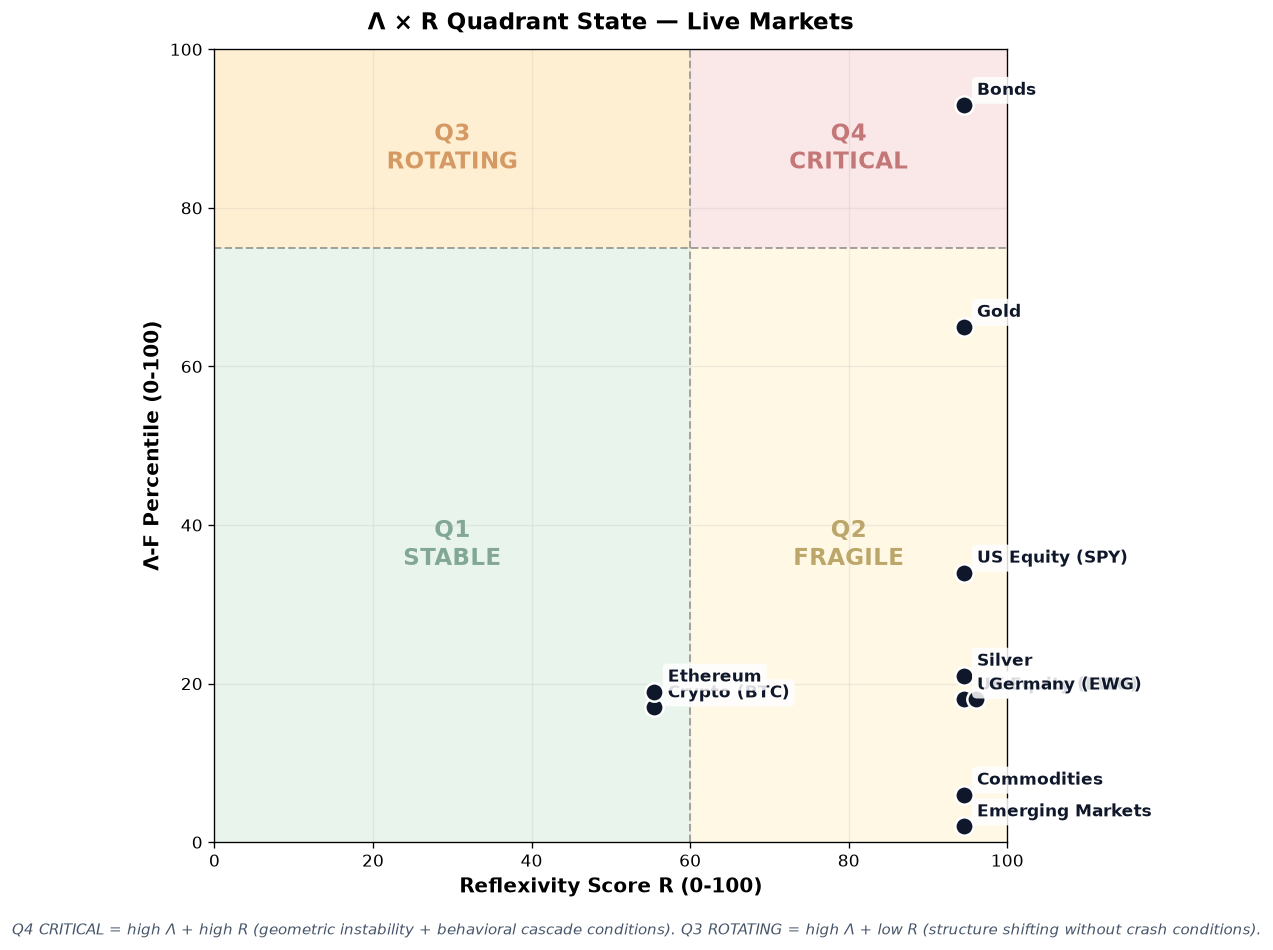 Λ × R Quadrant State — Live Markets
100
80
60
40
20
0
Λ-F Percentile (0-100)
Q3
ROTATING
Q4
CRITICAL
Q1
STABLE
Q2
FRAGILE
Bonds
Gold
US Equity (SPY)
Silver
Germany (EWG)
Ethereum
Crypto (BTC)
Commodities
Emerging Markets
0
20
40
60
80
100
Reflexivity Score R (0-100)
Q4 CRITICAL = high Λ + high R (geometric instability + behavioral cascade conditions). Q3 ROTATING = high Λ + low R (structure shifting without crash conditions).